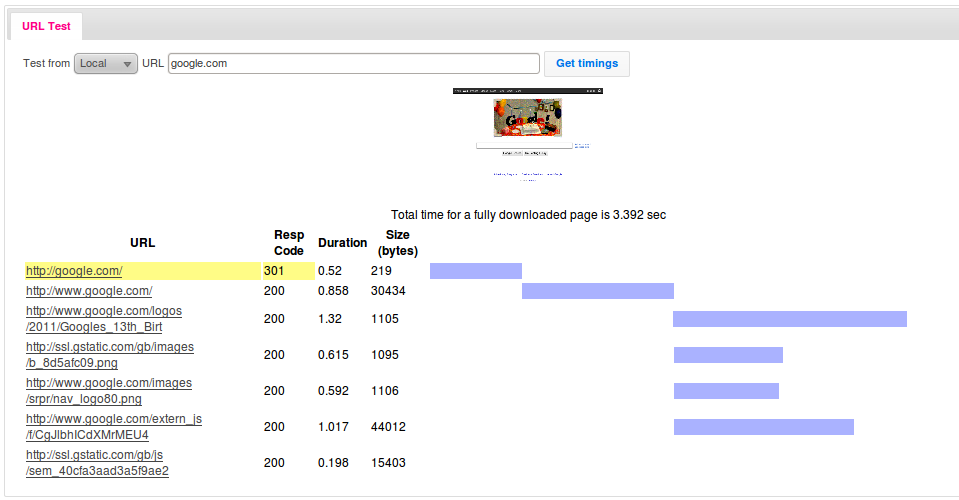 URL Test
Test from Local URL google.com Get timings
Total time for a fully downloaded page is 3.392 sec
URL Resp Code Duration Size (bytes)
http://google.com/ 301 0.52 219
http://www.google.com/ 200 0.858 30434
http://www.google.com/logos
/2011/Googles_13th_Birt 200 1.32 1105
http://ssl.gstatic.com/gb/images
/b_8d5afc09.png 200 0.615 1095
http://www.google.com/images
/srpr/nav_logo80.png 200 0.592 1106
http://www.google.com/extern_js
/f/CgJlbhICdXMrMEU4 200 1.017 44012
http://ssl.gstatic.com/gb/js
/sem_40cfa3aad3a5f9ae2 200 0.198 15403